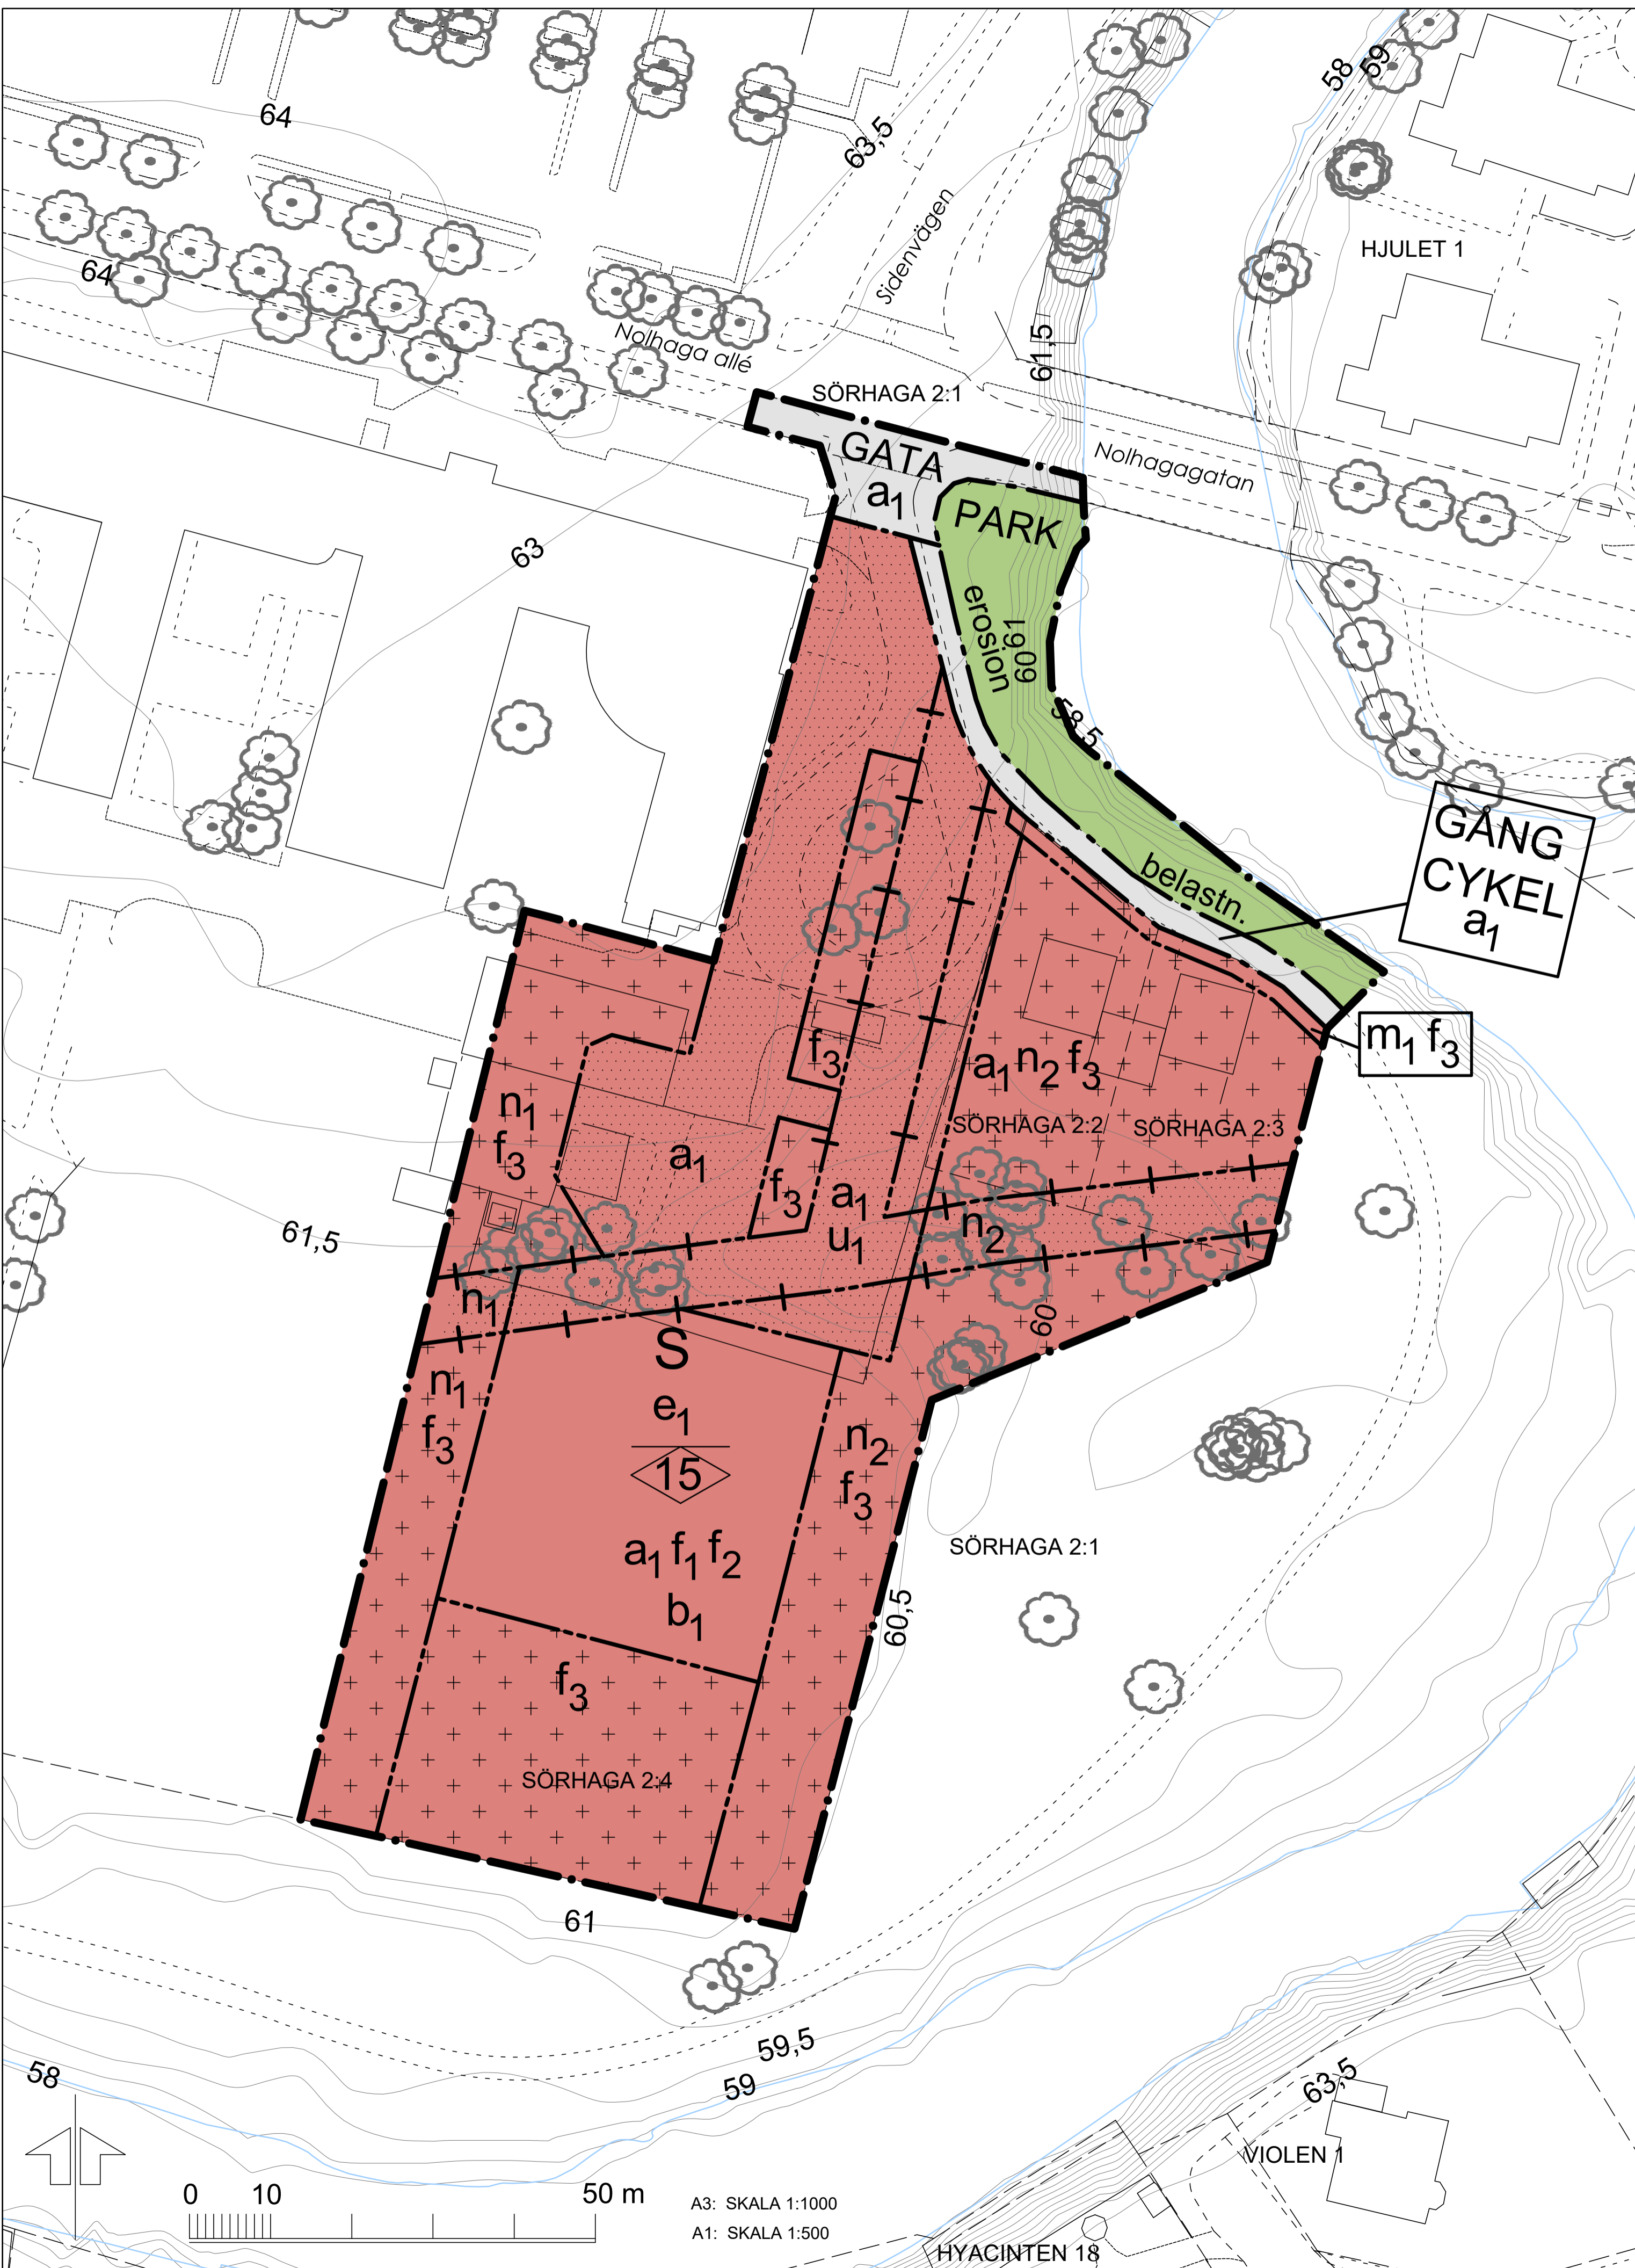 64
63,5
58
59
Sidenvägen
HJULET 1
64
Nolhaga allé
61,5
SÖRHAGA 2:1
GATA
a1
Nolhagagatan
PARK
63
erosion
61
60
58,5
GÅNG
CYKEL
a1
belastn.
m1 f3
f3
a1 n2 f3
n1
f3
SÖRHAGA 2:2
SÖRHAGA 2:3
a1
f3
a1
u1
n2
61,5
n1
60
S
e1
15
n1
f3
n2
f3
a1 f1 f2
b1
SÖRHAGA 2:1
60,5
f3
SÖRHAGA 2:4
61
59,5
59
58
63,5
VIOLEN 1
0 10 50 m
A3: SKALA 1:1000
A1: SKALA 1:500
HYACINTEN 18